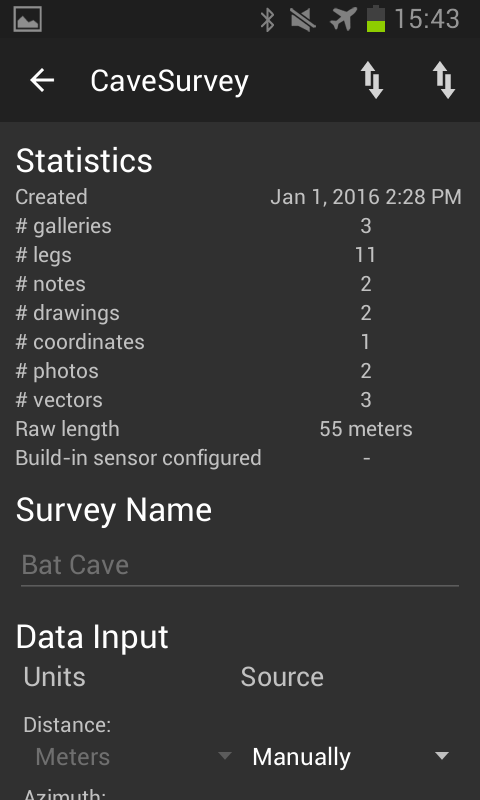 15:43
CaveSurvey
Statistics
Created Jan 1, 2016 2:28 PM
# galleries 3
# legs 11
# notes 2
# drawings 2
# coordinates 1
# photos 2
# vectors 3
Raw length 55 meters
Build-in sensor configured -
Survey Name
Bat Cave
Data Input
Units Source
Distance:
Meters Manually
Azimuth: